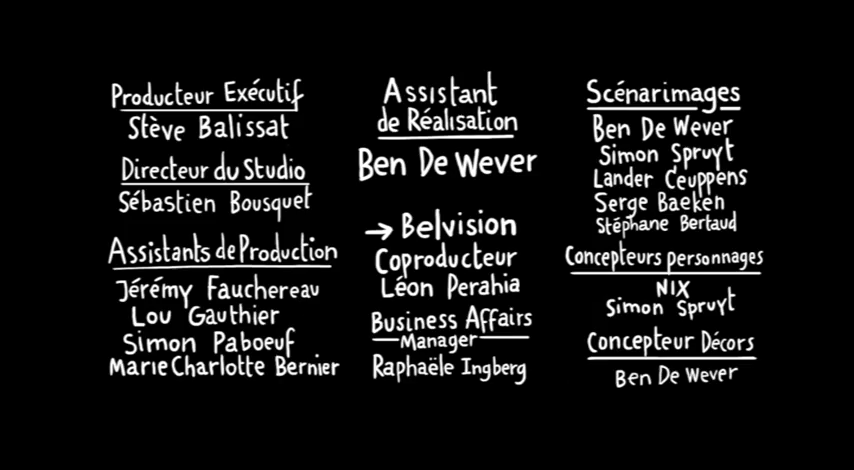 Producteur Exécutif
Stève Balissat
Directeur du Studio
Sébastien Bousquet
Assistants de Production
Jérémy Fauchereau
Lou Gauthier
Simon Paboeuf
Marie Charlotte Bernier
Assistant
de Réalisation
Ben De Wever
→ Belvision
Coproducteur
Léon Perahia
Business Affairs
Manager
Raphaële Ingberg
Scénarimages
Ben De Wever
Simon Spruyt
Lander Ceuppens
Serge Baeken
Stéphane Bertaud
Concepteurs personnages
NIX
Simon Spruyt
Concepteur Décors
Ben De Wever